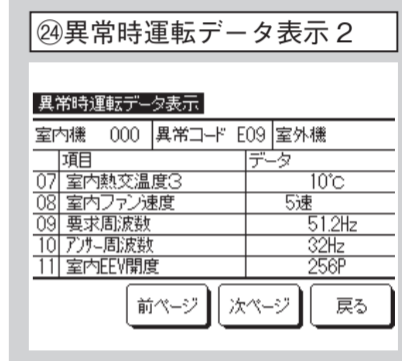 ㉔異常時運転データ表示２
異常時運転データ表示
室内機 000 異常コード E09 室外機
項目 データ
07 室内熱交温度3 10℃
08 室内ファン速度 5速
09 要求周波数 51.2Hz
10 アンサー周波数 32Hz
11 室内EEV開度 256P
前ページ 次ページ 戻る